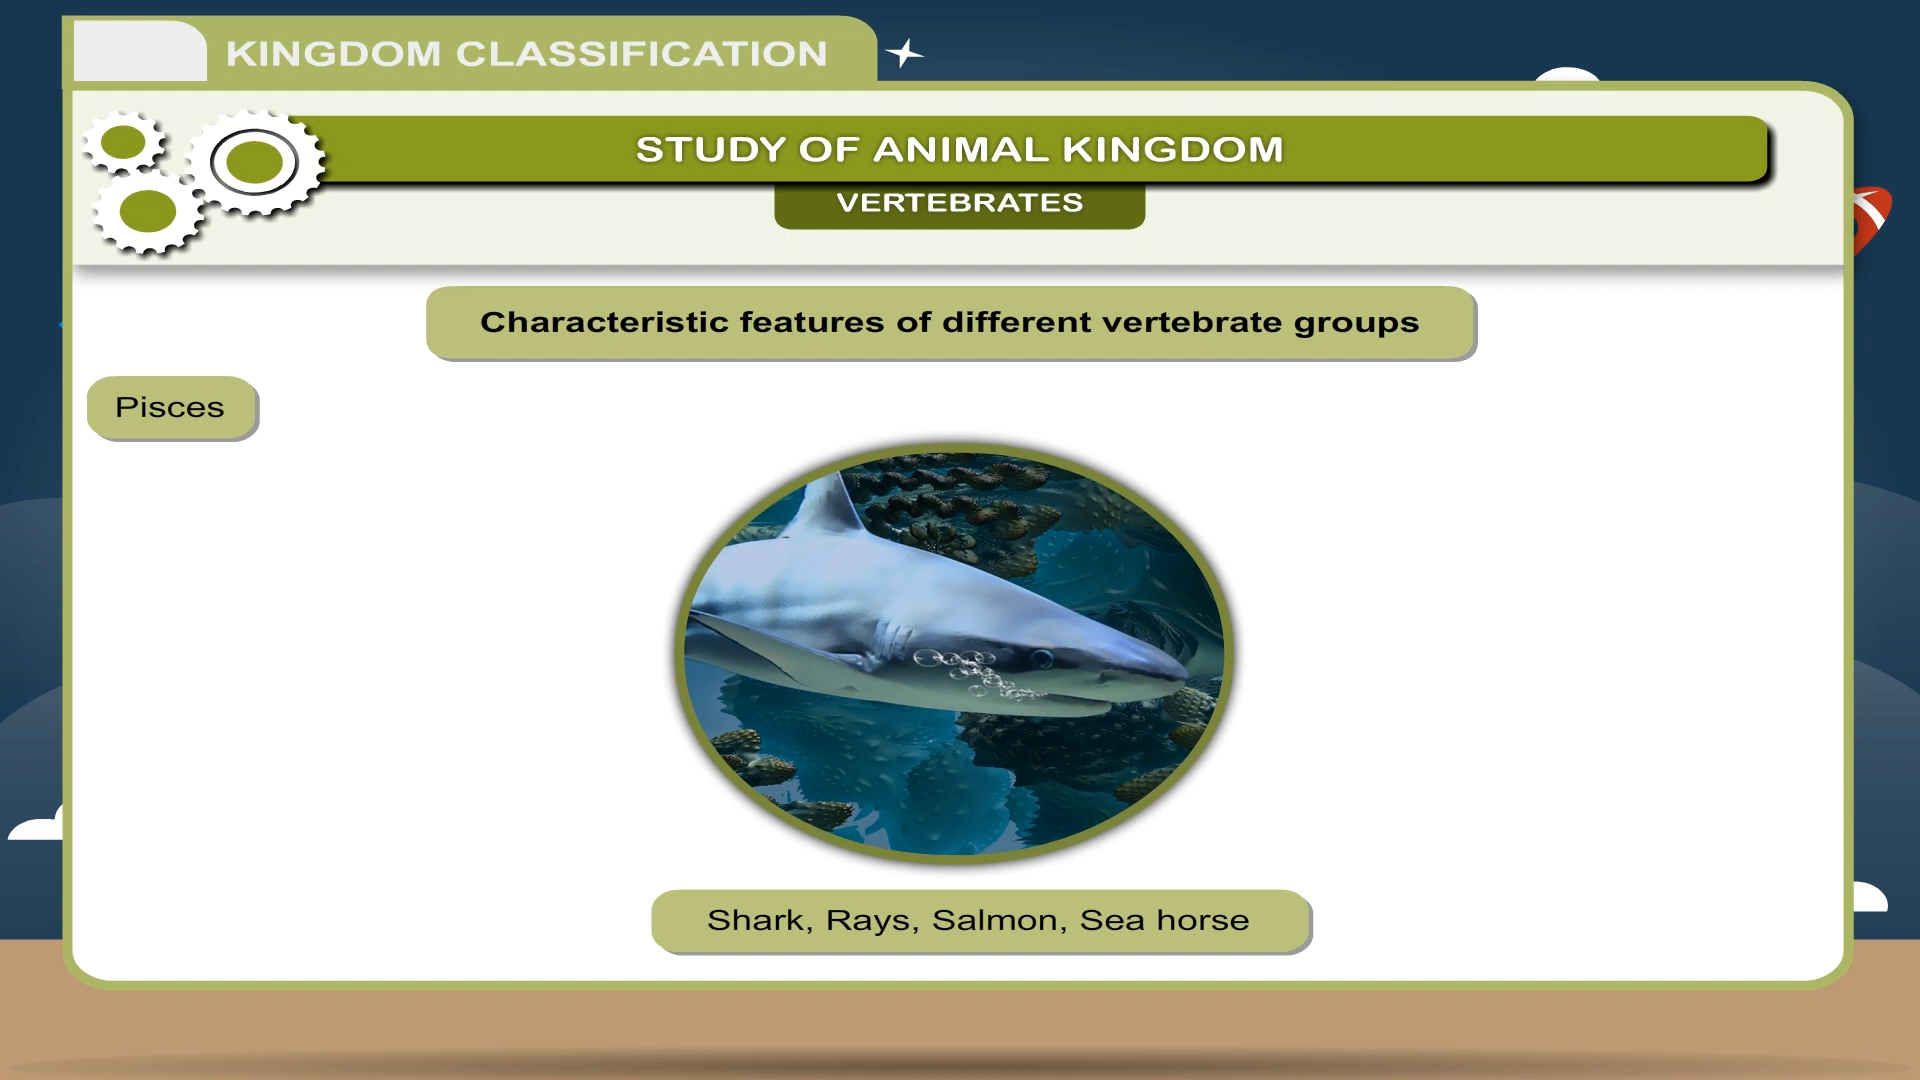 KINGDOM CLASSIFICATION
STUDY OF ANIMAL KINGDOM
VERTEBRATES
Characteristic features of different vertebrate groups
Pisces
Shark, Rays, Salmon, Sea horse